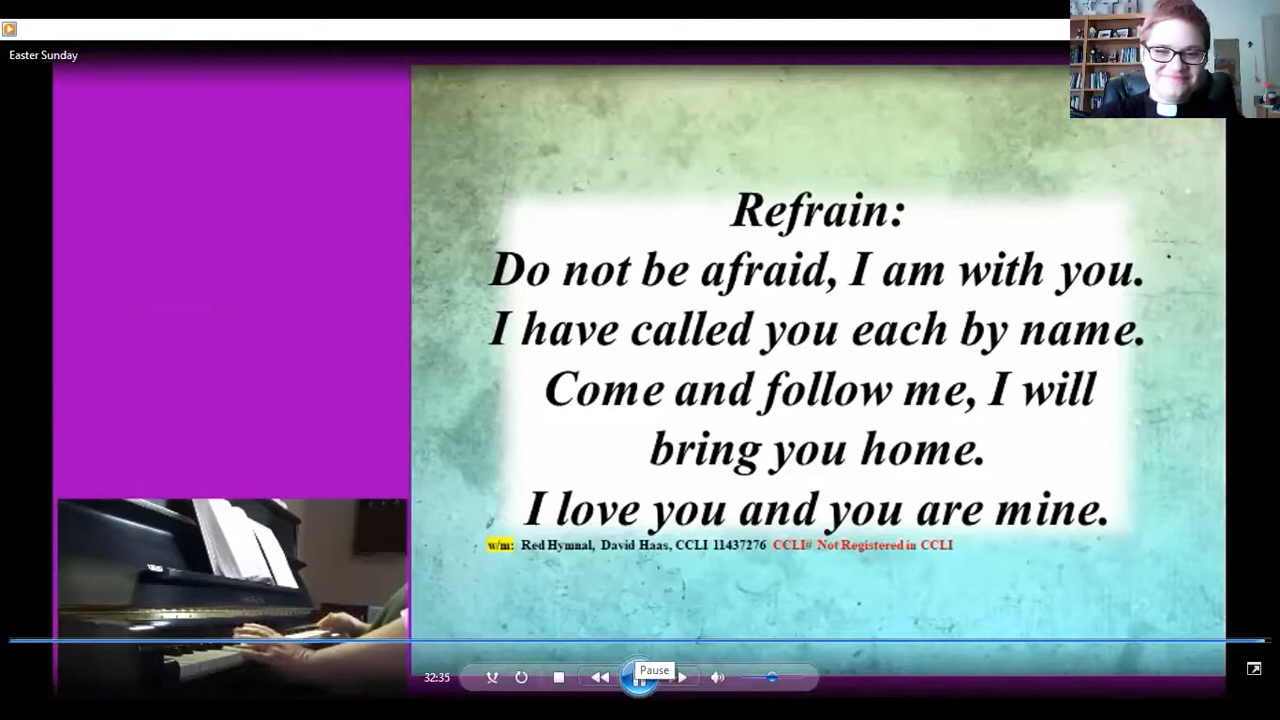 Easter Sunday
Refrain:
Do not be afraid, I am with you.
I have called you each by name.
Come and follow me, I will
bring you home.
I love you and you are mine.
w/m: Red Hymnal, David Haas, CCLI 11437276 CCLI# Not Registered in CCLI
32:35
Pause